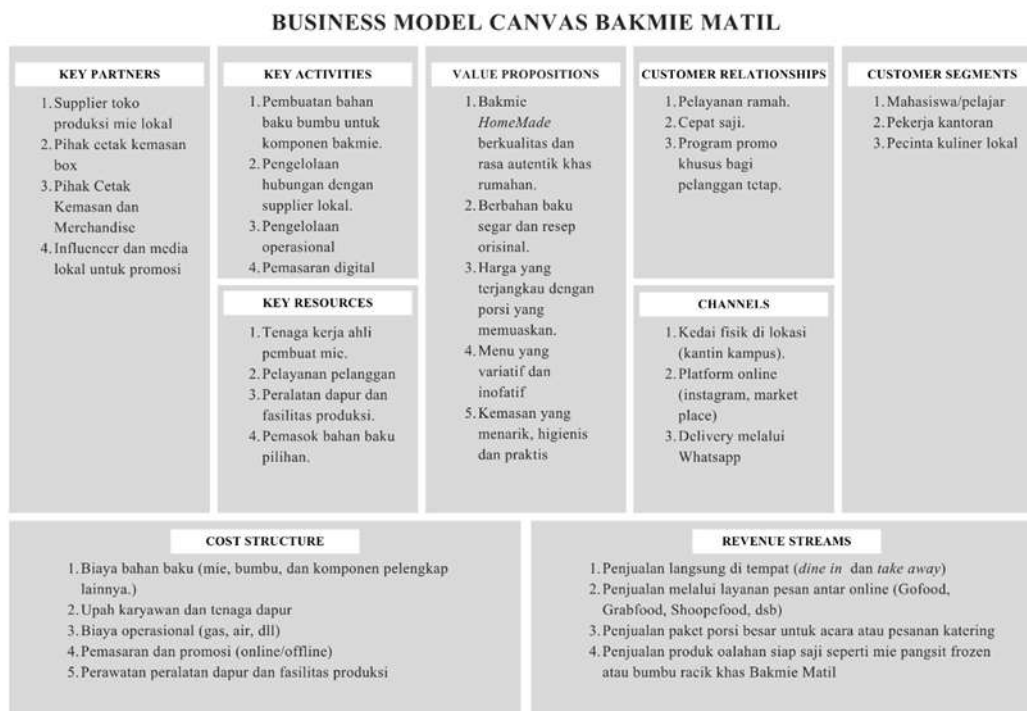 BUSINESS MODEL CANVAS BAKMIE MATIL
KEY PARTNERS
1. Supplier toko
produksi mie lokal
2. Pihak cetak kemasan
box
3. Pihak Cetak
Kemasan dan
Merchandise
4. Influencer dan media
lokal untuk promosi
KEY ACTIVITIES
1. Pembuatan bahan
baku bumbu untuk
komponen bakmie.
2. Pengelolaan
hubungan dengan
supplier lokal.
3. Pengelolaan
operasional
4. Pemasaran digital
KEY RESOURCES
1. Tenaga kerja ahli
pembuat mie.
2. Pelayanan pelanggan
3. Peralatan dapur dan
fasilitas produksi.
4. Pemasok bahan baku
pilihan.
VALUE PROPOSITIONS
1. Bakmie
HomeMade
berkualitas dan
rasa autentik khas
rumahan.
2. Berbahan baku
segar dan resep
orisinal.
3. Harga yang
terjangkau dengan
porsi yang
memuaskan.
4. Menu yang
variatif dan
inofatif
5. Kemasan yang
menarik, higienis
dan praktis
CUSTOMER RELATIONSHIPS
1. Pelayanan ramah.
2. Cepat saji.
3. Program promo
khusus bagi
pelanggan tetap.
CHANNELS
1. Kedai fisik di lokasi
(kantin kampus).
2. Platform online
(instagram, market
place)
3. Delivery melalui
Whatsapp
CUSTOMER SEGMENTS
1. Mahasiswa/pelajar
2. Pekerja kantoran
3. Pecinta kuliner lokal
COST STRUCTURE
1. Biaya bahan baku (mie, bumbu, dan komponen pelengkap
lainnya.)
2. Upah karyawan dan tenaga dapur
3. Biaya operasional (gas, air, dll)
4. Pemasaran dan promosi (online/offline)
5. Perawatan peralatan dapur dan fasilitas produksi
REVENUE STREAMS
1. Penjualan langsung di tempat (dine in dan take away)
2. Penjualan melalui layanan pesan antar online (Gofood,
Grabfood, Shoopefood, dsb)
3. Penjualan paket porsi besar untuk acara atau pesanan katering
4. Penjualan produk oalahan siap saji seperti mie pangsit frozen
atau bumbu racik khas Bakmie Matil